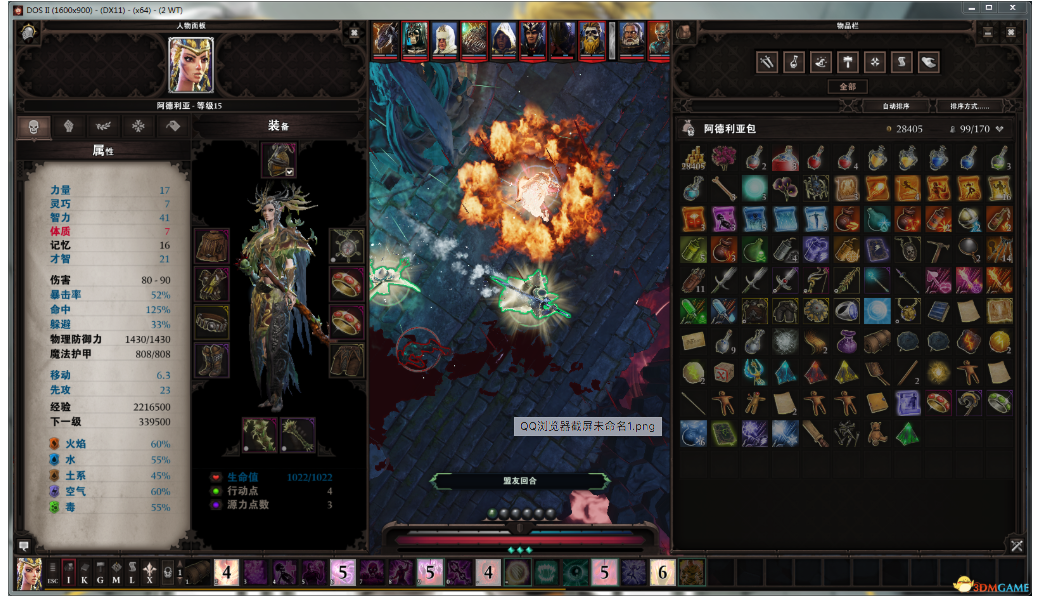 DOS II (1600x900) - (DX11) - (x64) - (2 WT)
人物面板
阿德利亚 - 等级15
属性
装备
力量 17
灵巧 7
智力 41
体质 7
记忆 16
才智 21
伤害 80 - 90
暴击率 52%
命中 125%
躲避 33%
物理防御力 1430/1430
魔法护甲 808/808
移动 6.3
先攻 23
经验 2216500
下一级 339500
火焰 60%
水 55%
土系 45%
空气 60%
毒 55%
生命值 1022/1022
行动点 4
源力点数 3
QQ浏览器截屏未命名1.png
盟友回合
物品栏
全部
自动排序
排序方式......
阿德利亚包 28405 99/170
28405
ESC I K G M L X
4 5 5 4 5 6
3DMGAME